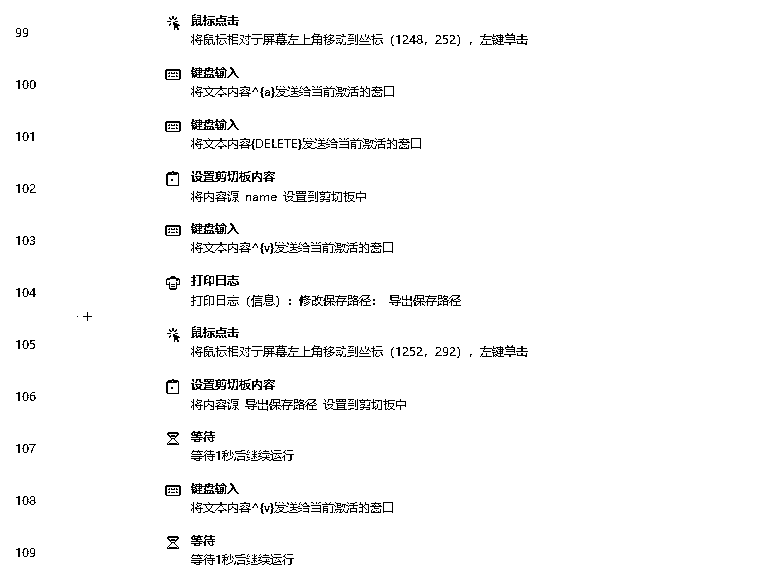 99
鼠标点击
将鼠标相对于屏幕左上角移动到坐标（1248，252），左键单击
100
键盘输入
将文本内容^{a}发送给当前激活的窗口
101
键盘输入
将文本内容{DELETE}发送给当前激活的窗口
102
设置剪切板内容
将内容源 name 设置到剪切板中
103
键盘输入
将文本内容^{v}发送给当前激活的窗口
104
打印日志
打印日志（信息）：修改保存路径： 导出保存路径
105
鼠标点击
将鼠标相对于屏幕左上角移动到坐标（1252，292），左键单击
106
设置剪切板内容
将内容源 导出保存路径 设置到剪切板中
107
等待
等待1秒后继续运行
108
键盘输入
将文本内容^{v}发送给当前激活的窗口
109
等待
等待1秒后继续运行